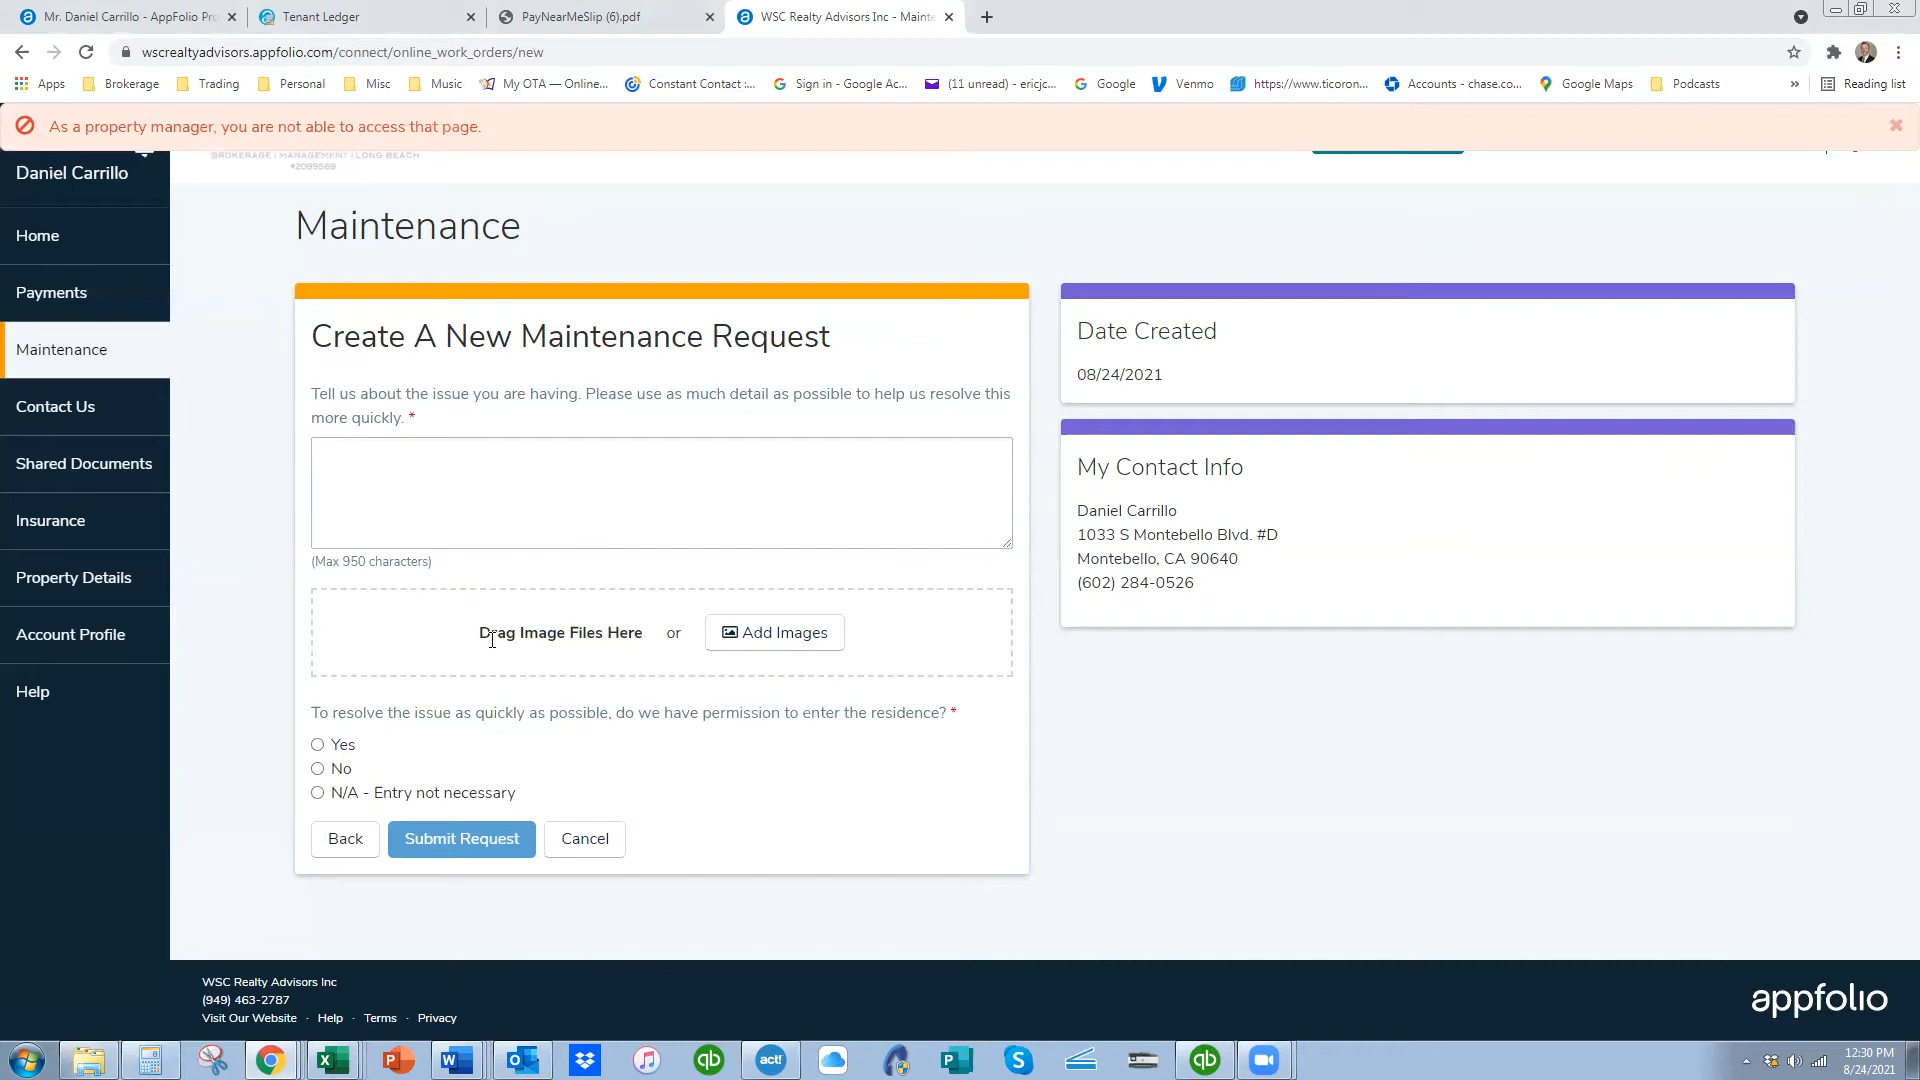 Mr. Daniel Carrillo - AppFolio Pro
Tenant Ledger
PayNearMeSlip (6).pdf
WSC Realty Advisors Inc - Mainte
wscrealtyadvisors.appfolio.com/connect/online_work_orders/new
Apps
Brokerage
Trading
Personal
Misc
Music
My OTA — Online...
Constant Contact :...
Sign in - Google Ac...
(11 unread) - ericjc...
Google
Venmo
https://www.ticoron...
Accounts - chase.co...
Google Maps
Podcasts
»
Reading list
As a property manager, you are not able to access that page.
BROKERAGE | MANAGEMENT | LONG BEACH
#2099569
Daniel Carrillo
Home
Payments
Maintenance
Contact Us
Shared Documents
Insurance
Property Details
Account Profile
Help
Maintenance
Create A New Maintenance Request
Tell us about the issue you are having. Please use as much detail as possible to help us resolve this
more quickly. *
(Max 950 characters)
Drag Image Files Here or Add Images
To resolve the issue as quickly as possible, do we have permission to enter the residence? *
Yes
No
N/A - Entry not necessary
Back
Submit Request
Cancel
Date Created
08/24/2021
My Contact Info
Daniel Carrillo
1033 S Montebello Blvd. #D
Montebello, CA 90640
(602) 284-0526
WSC Realty Advisors Inc
(949) 463-2787
Visit Our Website · Help · Terms · Privacy
appfolio
act!
12:30 PM
8/24/2021